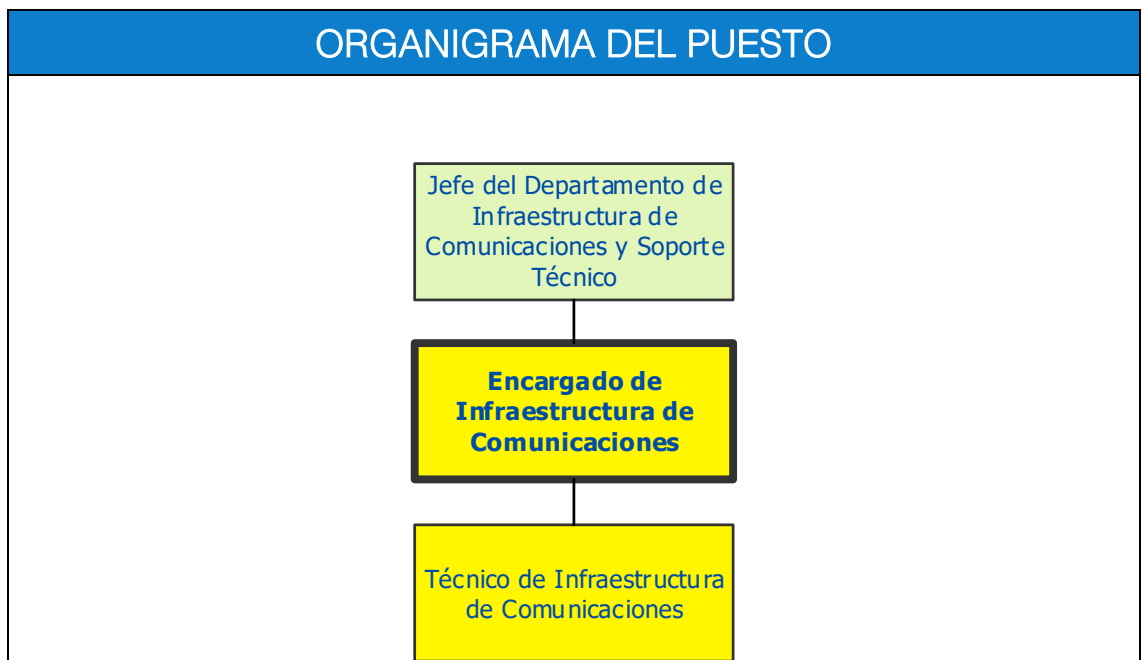 ORGANIGRAMA DEL PUESTO
Jefe del Departamento de
Infraestructura de
Comunicaciones y Soporte
Técnico
Encargado de
Infraestructura de
Comunicaciones
Técnico de Infraestructura
de Comunicaciones